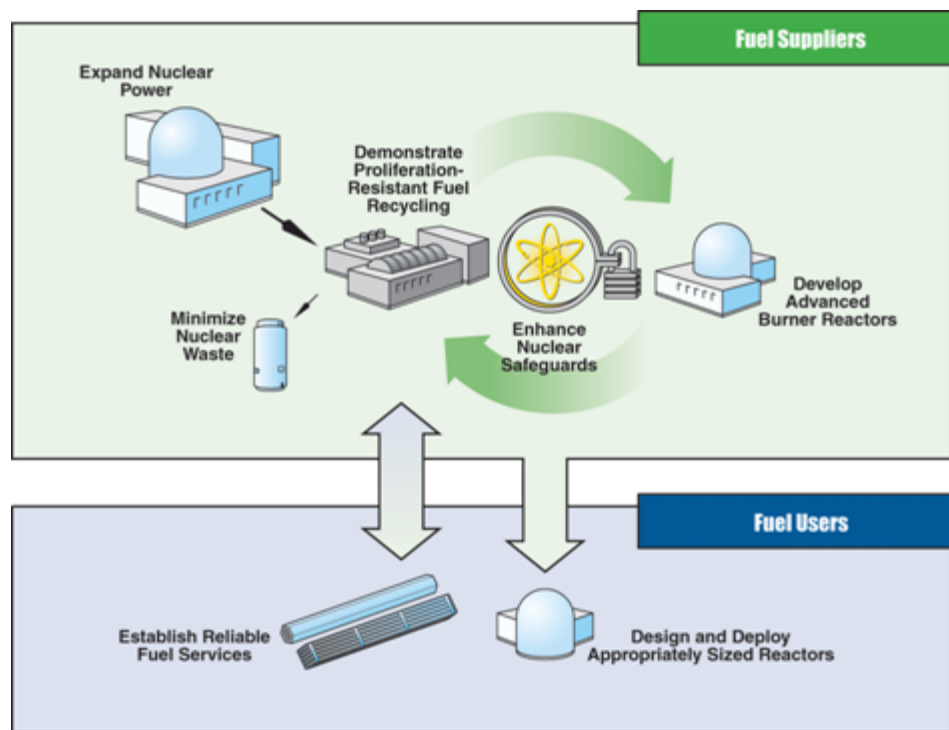 Fuel Suppliers
Expand Nuclear
Power
Demonstrate
Proliferation-
Resistant Fuel
Recycling
Minimize
Nuclear
Waste
Enhance
Nuclear
Safeguards
Develop
Advanced
Burner Reactors
Fuel Users
Establish Reliable
Fuel Services
Design and Deploy
Appropriately Sized Reactors